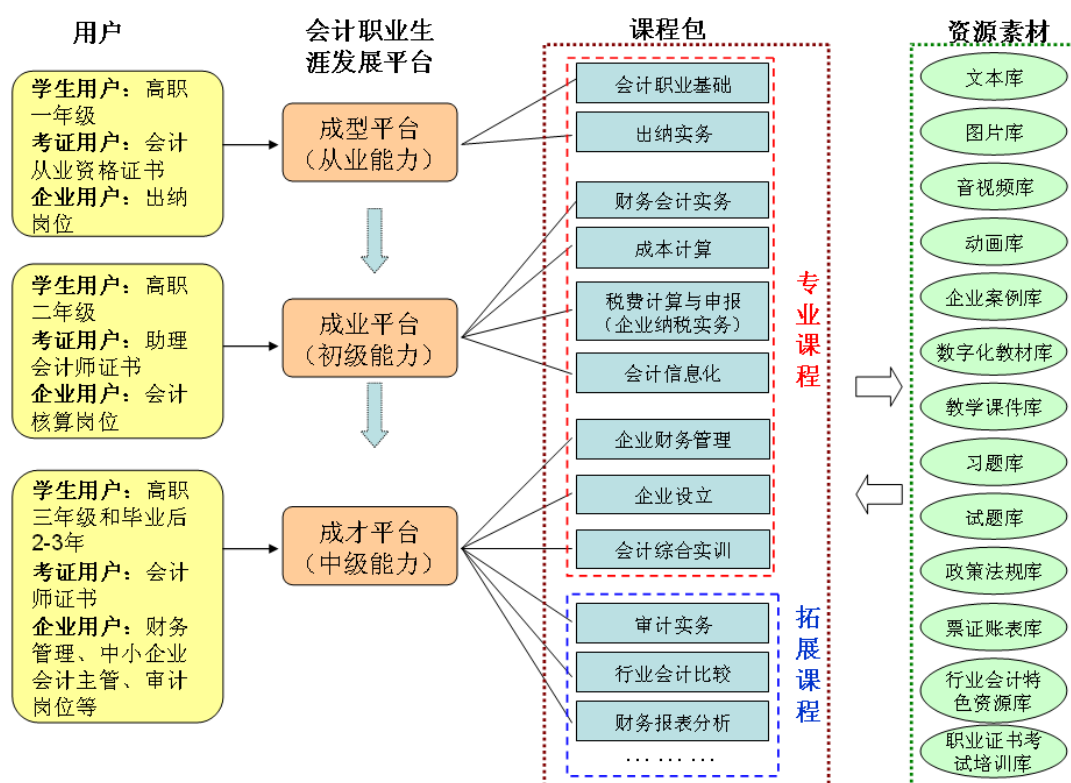 用户
学生用户：高职
一年级
考证用户：会计
从业资格证书
企业用户：出纳
岗位
学生用户：高职
二年级
考证用户：助理
会计师证书
企业用户：会计
核算岗位
学生用户：高职
三年级和毕业后
2-3年
考证用户：会计
师证书
企业用户：财务
管理、中小企业
会计主管、审计
岗位等
会计职业生
涯发展平台
成型平台
（从业能力）
成业平台
（初级能力）
成才平台
（中级能力）
课程包
会计职业基础
出纳实务
财务会计实务
成本计算
税费计算与申报
（企业纳税实务）
会计信息化
企业财务管理
企业设立
会计综合实训
专业课程
审计实务
行业会计比较
财务报表分析
………
拓展课程
资源素材
文本库
图片库
音视频库
动画库
企业案例库
数字化教材库
教学课件库
习题库
试题库
政策法规库
票证账表库
行业会计特
色资源库
职业证书考
试培训库